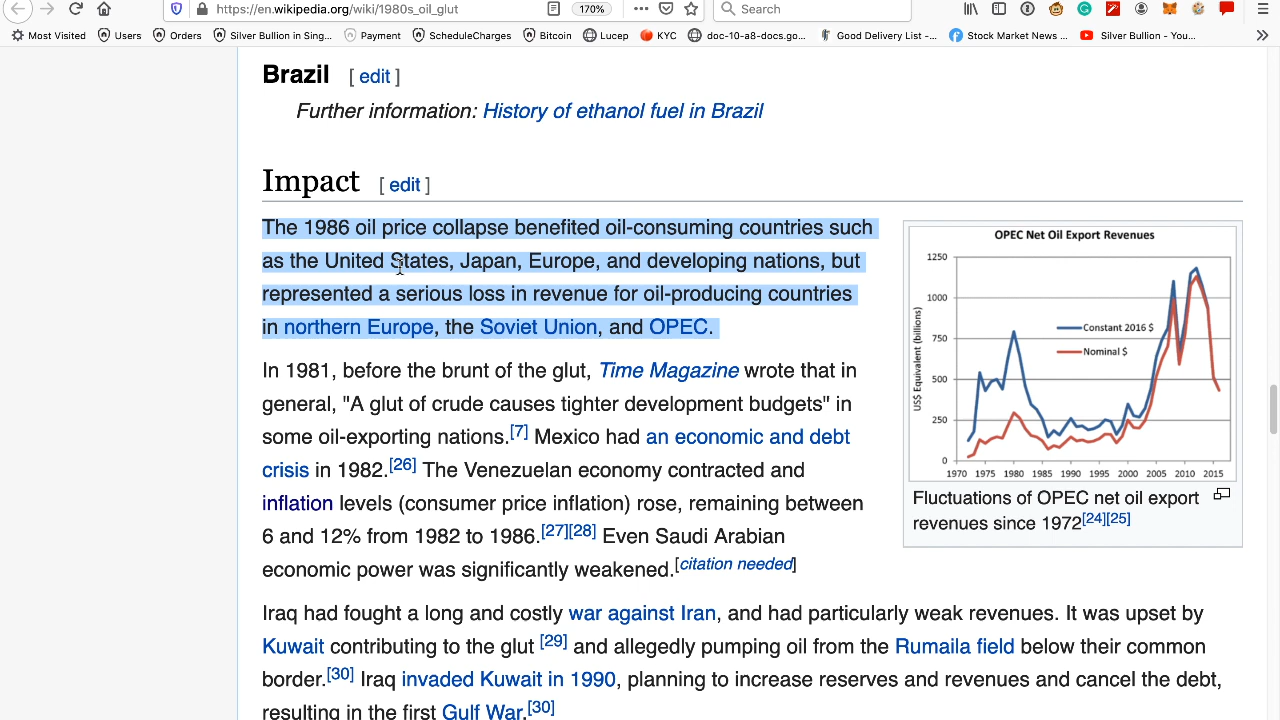 https://en.wikipedia.org/wiki/1980s_oil_glut
170%
Search
Most Visited
Users
Orders
Silver Bullion in Sing...
Payment
ScheduleCharges
Bitcoin
Lucep
KYC
doc-10-a8-docs.go...
Good Delivery List -...
Stock Market News ...
Silver Bullion - You...
Brazil [ edit ]
Further information: History of ethanol fuel in Brazil
Impact [ edit ]
The 1986 oil price collapse benefited oil-consuming countries such
as the United States, Japan, Europe, and developing nations, but
represented a serious loss in revenue for oil-producing countries
in northern Europe, the Soviet Union, and OPEC.
In 1981, before the brunt of the glut, Time Magazine wrote that in
general, "A glut of crude causes tighter development budgets" in
some oil-exporting nations.[7] Mexico had an economic and debt
crisis in 1982.[26] The Venezuelan economy contracted and
inflation levels (consumer price inflation) rose, remaining between
6 and 12% from 1982 to 1986.[27][28] Even Saudi Arabian
economic power was significantly weakened.[citation needed]
OPEC Net Oil Export Revenues
US$ Equivalent (billions)
1250
1000
750
500
250
0
Constant 2016 $
Nominal $
1970 1975 1980 1985 1990 1995 2000 2005 2010 2015
Fluctuations of OPEC net oil export
revenues since 1972[24][25]
Iraq had fought a long and costly war against Iran, and had particularly weak revenues. It was upset by
Kuwait contributing to the glut [29] and allegedly pumping oil from the Rumaila field below their common
border.[30] Iraq invaded Kuwait in 1990, planning to increase reserves and revenues and cancel the debt,
resulting in the first Gulf War.[30]